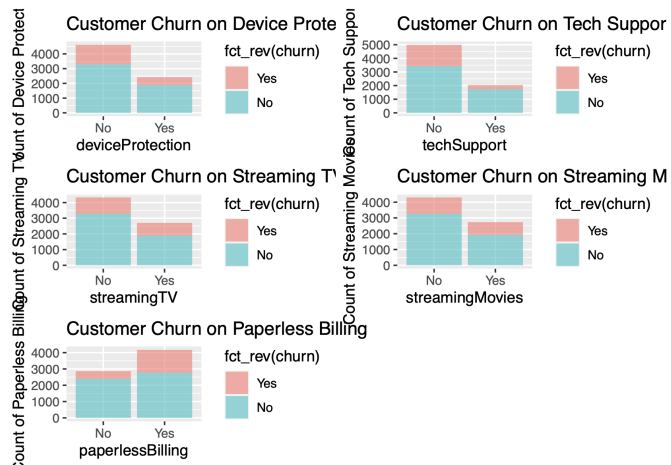 Customer Churn on Device Prote
Count of Device Protect
4000
3000
2000
1000
0
No Yes
deviceProtection
fct_rev(churn)
Yes
No
Customer Churn on Tech Suppor
Count of Tech Suppor
5000
4000
3000
2000
1000
0
No Yes
techSupport
fct_rev(churn)
Yes
No
Customer Churn on Streaming TV
Count of Streaming TV
4000
3000
2000
1000
0
No Yes
streamingTV
fct_rev(churn)
Yes
No
Customer Churn on Streaming M
Count of Streaming Movies
4000
3000
2000
1000
0
No Yes
streamingMovies
fct_rev(churn)
Yes
No
Customer Churn on Paperless Billing
Count of Paperless Billing
4000
3000
2000
1000
0
No Yes
paperlessBilling
fct_rev(churn)
Yes
No